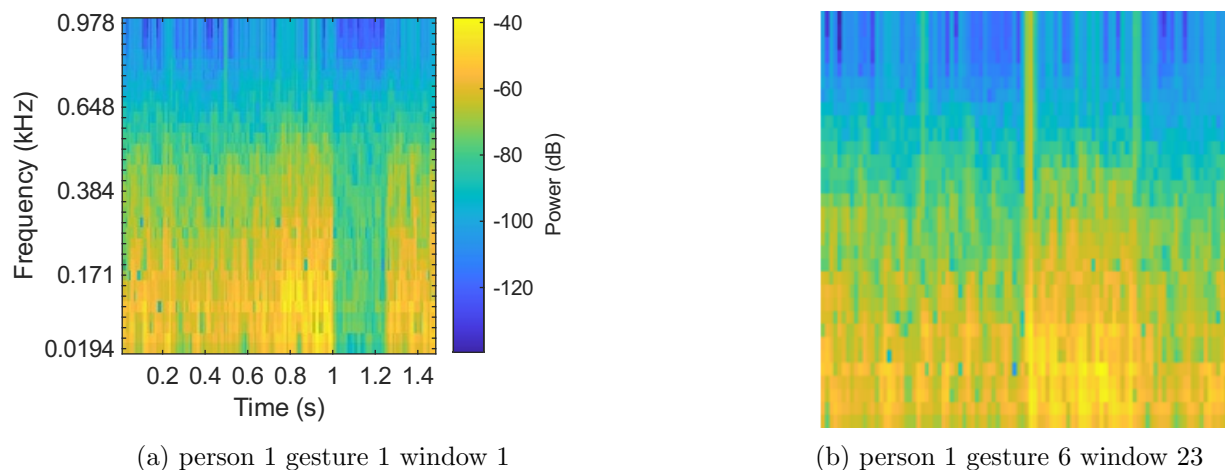 0.978
0.648
0.384
0.171
0.0194
Frequency (kHz)
0.2 0.4 0.6 0.8 1 1.2 1.4
Time (s)
-40
-60
-80
-100
-120
Power (dB)
(a) person 1 gesture 1 window 1
(b) person 1 gesture 6 window 23